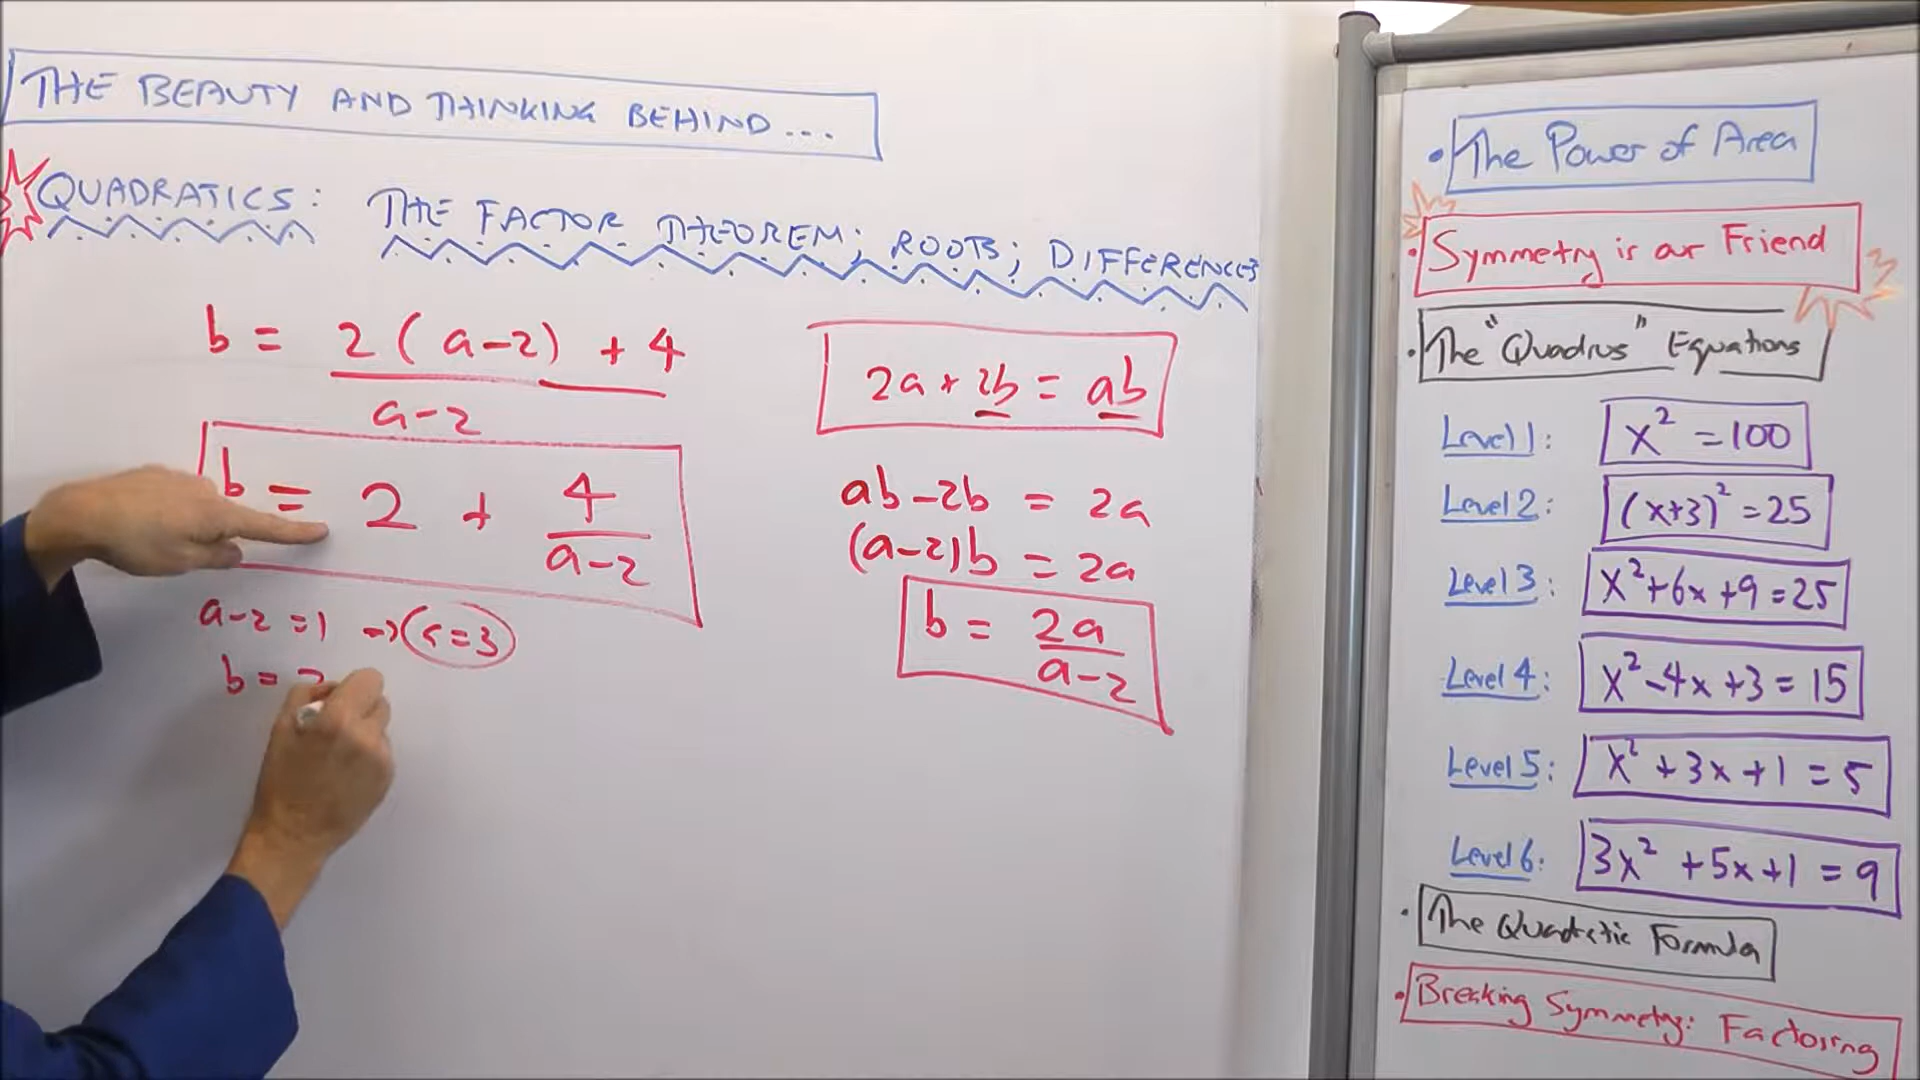 THE BEAUTY AND THINKING BEHIND...
QUADRATICS: THE FACTOR THEOREM; ROOTS; DIFFERENCES
b = 2(a-2) + 4
a-2
b = 2 + 4
a-2
a-2 = 1 → a=3
b =
2a + 2b = ab
ab - 2b = 2a
(a-2)b = 2a
b = 2a
a-2
• The Power of Area
• Symmetry is our Friend
• The "Quadrus" Equations
Level 1: x² = 100
Level 2: (x+3)² = 25
Level 3: x² + 6x + 9 = 25
Level 4: x² - 4x + 3 = 15
Level 5: x² + 3x + 1 = 5
Level 6: 3x² + 5x + 1 = 9
• The Quadratic Formula
• Breaking Symmetry: Factoring